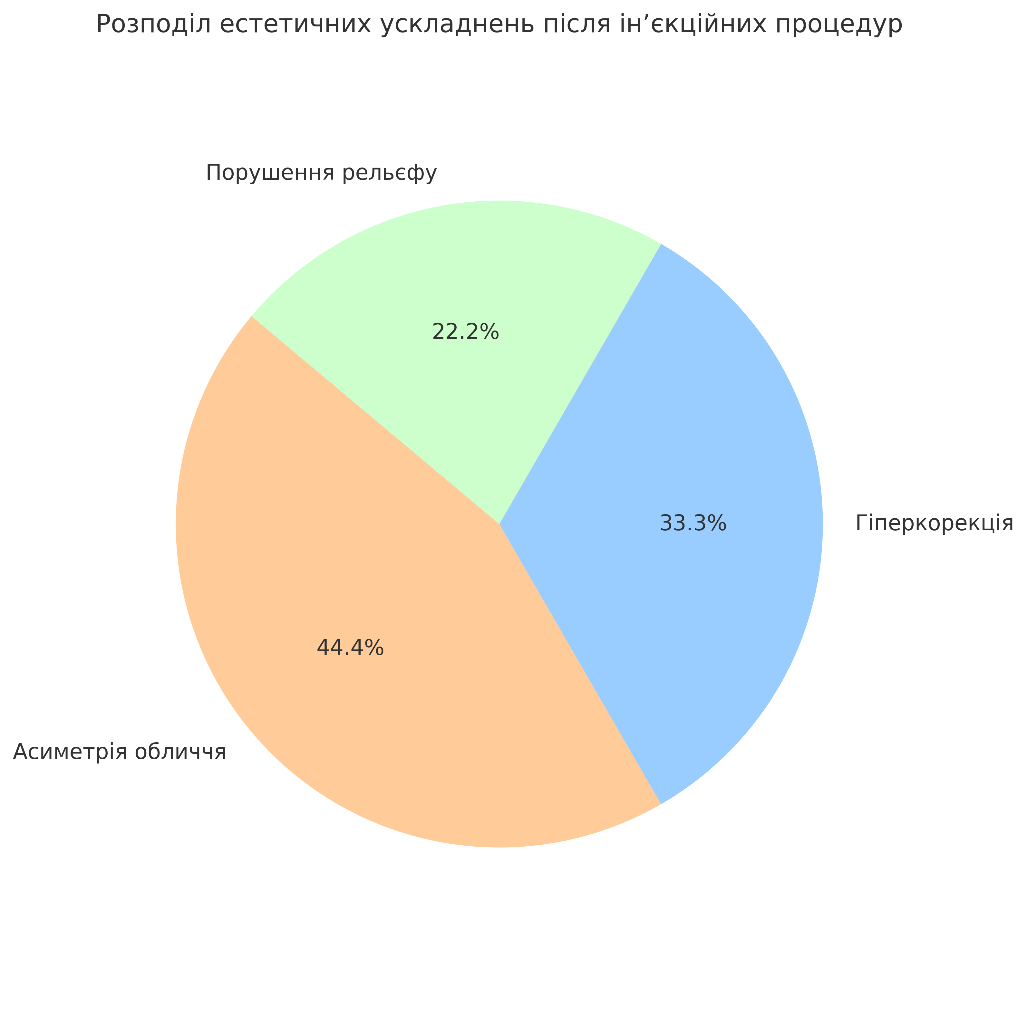 Розподіл естетичних ускладнень після ін’єкційних процедур
Порушення рельєфу
22.2%
33.3%
Гіперкорекція
44.4%
Асиметрія обличчя